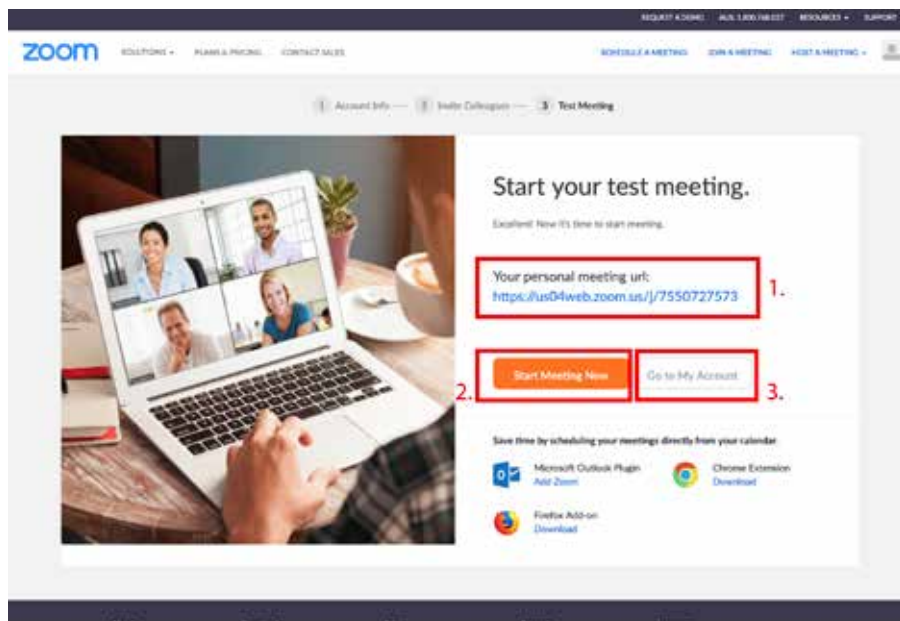 REQUEST A DEMO AUS: 1.800.768.027 RESOURCES SUPPORT
zoom SOLUTIONS PLANS & PRICING CONTACT SALES SCHEDULE A MEETING JOIN A MEETING HOST A MEETING
1 Account Info 2 Invite Colleagues 3 Test Meeting
Start your test meeting.
Excellent! Now it's time to start meeting.
Your personal meeting url:
https://us04web.zoom.us/j/7550727573
1.
Start Meeting Now Go to My Account
2. 3.
Save time by scheduling your meetings directly from your calendar
Microsoft Outlook Plugin Chrome Extension
Add Zoom Download
Firefox Add-on
Download